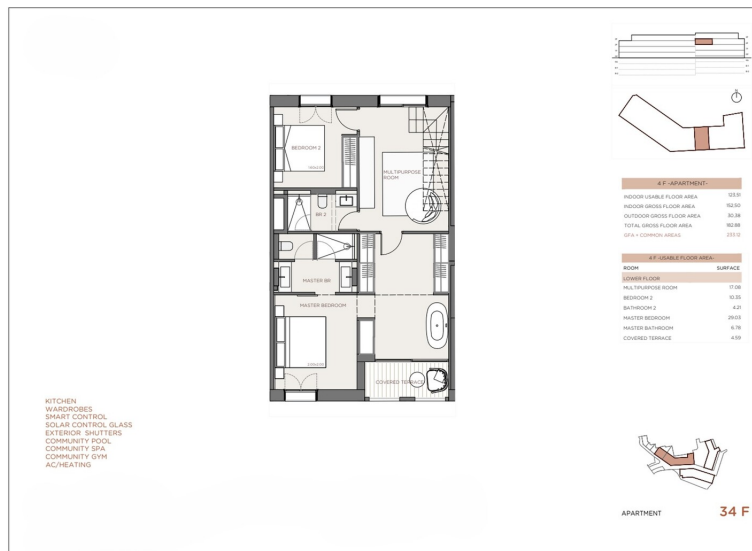 BEDROOM 2
MULTIPURPOSE
ROOM
BR 2
MASTER BR
MASTER BEDROOM
COVERED TERRACE
KITCHEN
WARDROBES
SMART CONTROL
SOLAR CONTROL GLASS
EXTERIOR SHUTTERS
COMMUNITY POOL
COMMUNITY SPA
COMMUNITY GYM
AC/HEATING
N
4 F -APARTMENT-
INDOOR USABLE FLOOR AREA 123.51
INDOOR GROSS FLOOR AREA 152.50
OUTDOOR GROSS FLOOR AREA 30.38
TOTAL GROSS FLOOR AREA 182.88
GFA + COMMON AREAS
4 F -USABLE FLOOR AREA-
ROOM SURFACE
LOWER FLOOR
MULTIPURPOSE ROOM 17.08
BEDROOM 2 10.35
BATHROOM 2 4.21
MASTER BEDROOM 29.03
MASTER BATHROOM 6.78
COVERED TERRACE 4.59
APARTMENT 34 F